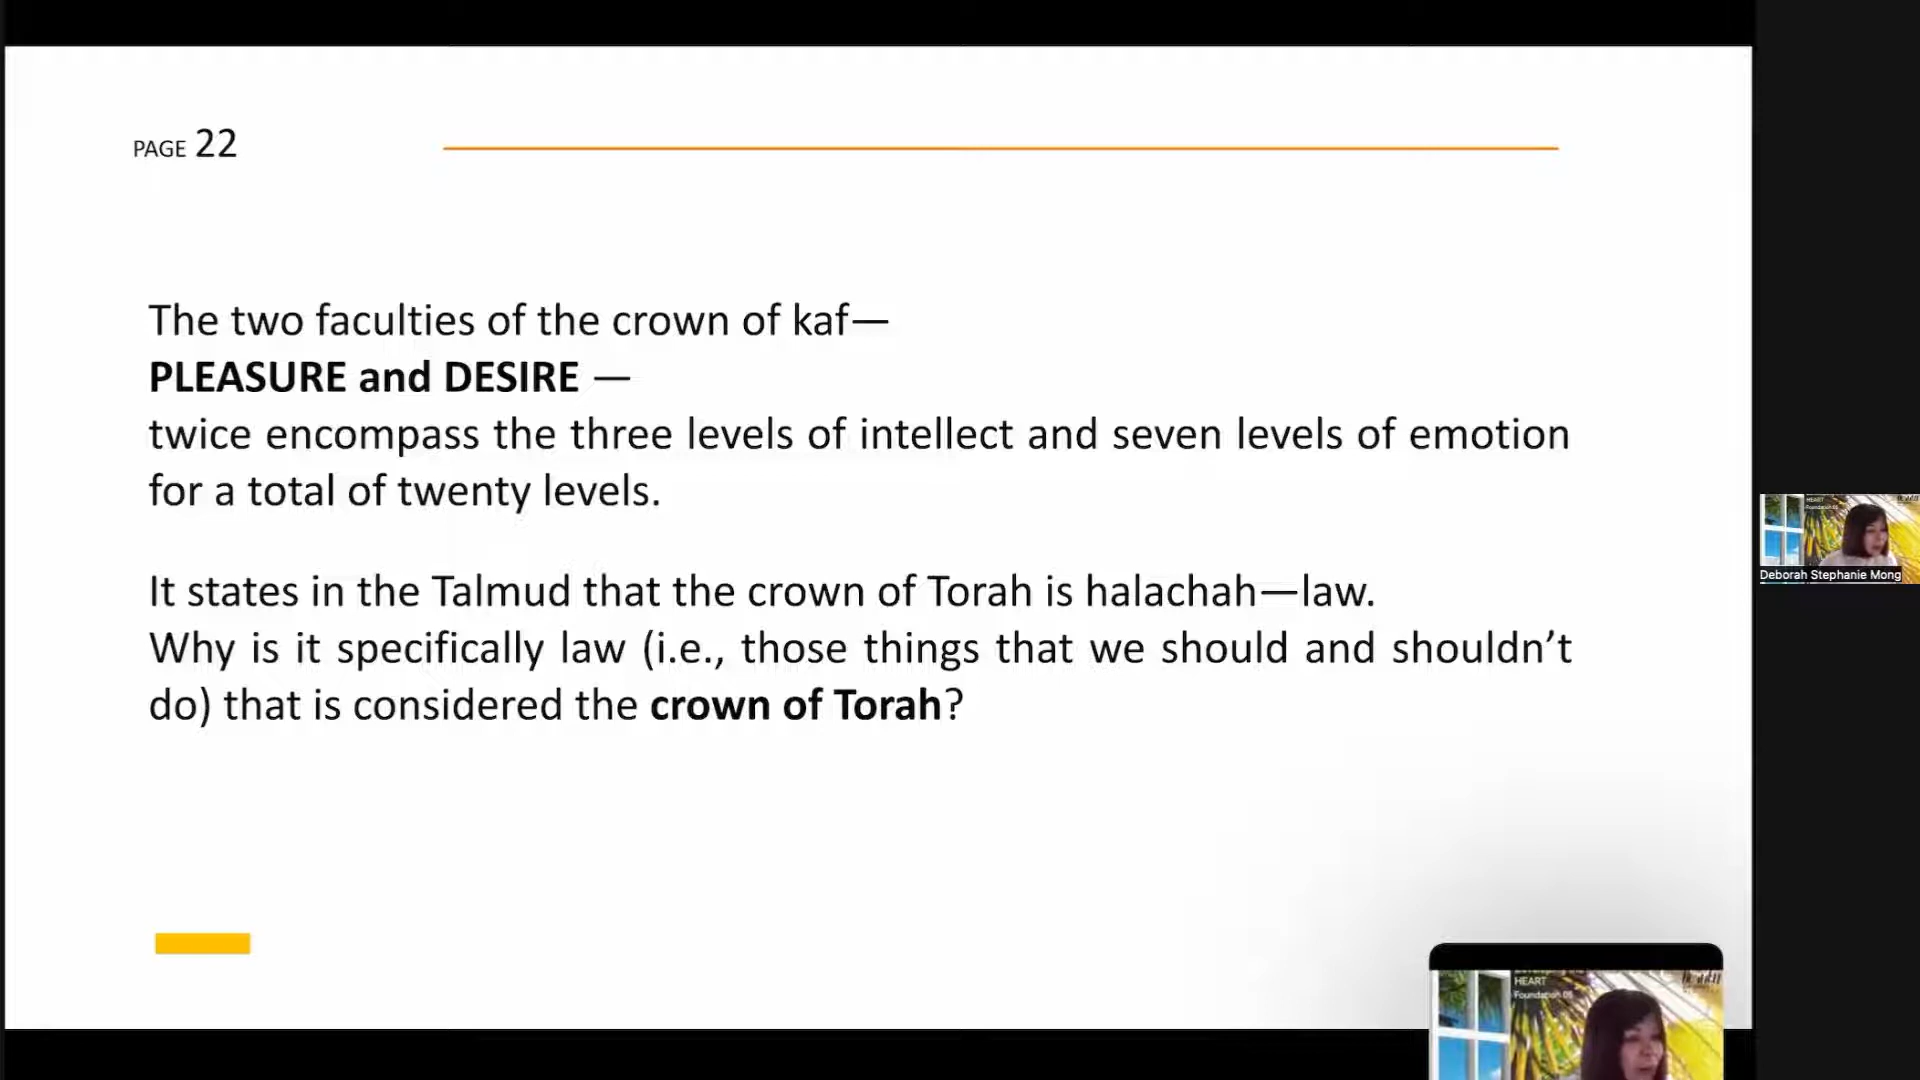 PAGE 22
The two faculties of the crown of kaf—
PLEASURE and DESIRE —
twice encompass the three levels of intellect and seven levels of emotion
for a total of twenty levels.
It states in the Talmud that the crown of Torah is halachah—law.
Why is it specifically law (i.e., those things that we should and shouldn’t
do) that is considered the crown of Torah?
HEART
Deborah Stephanie Mong
HEART
Foundation